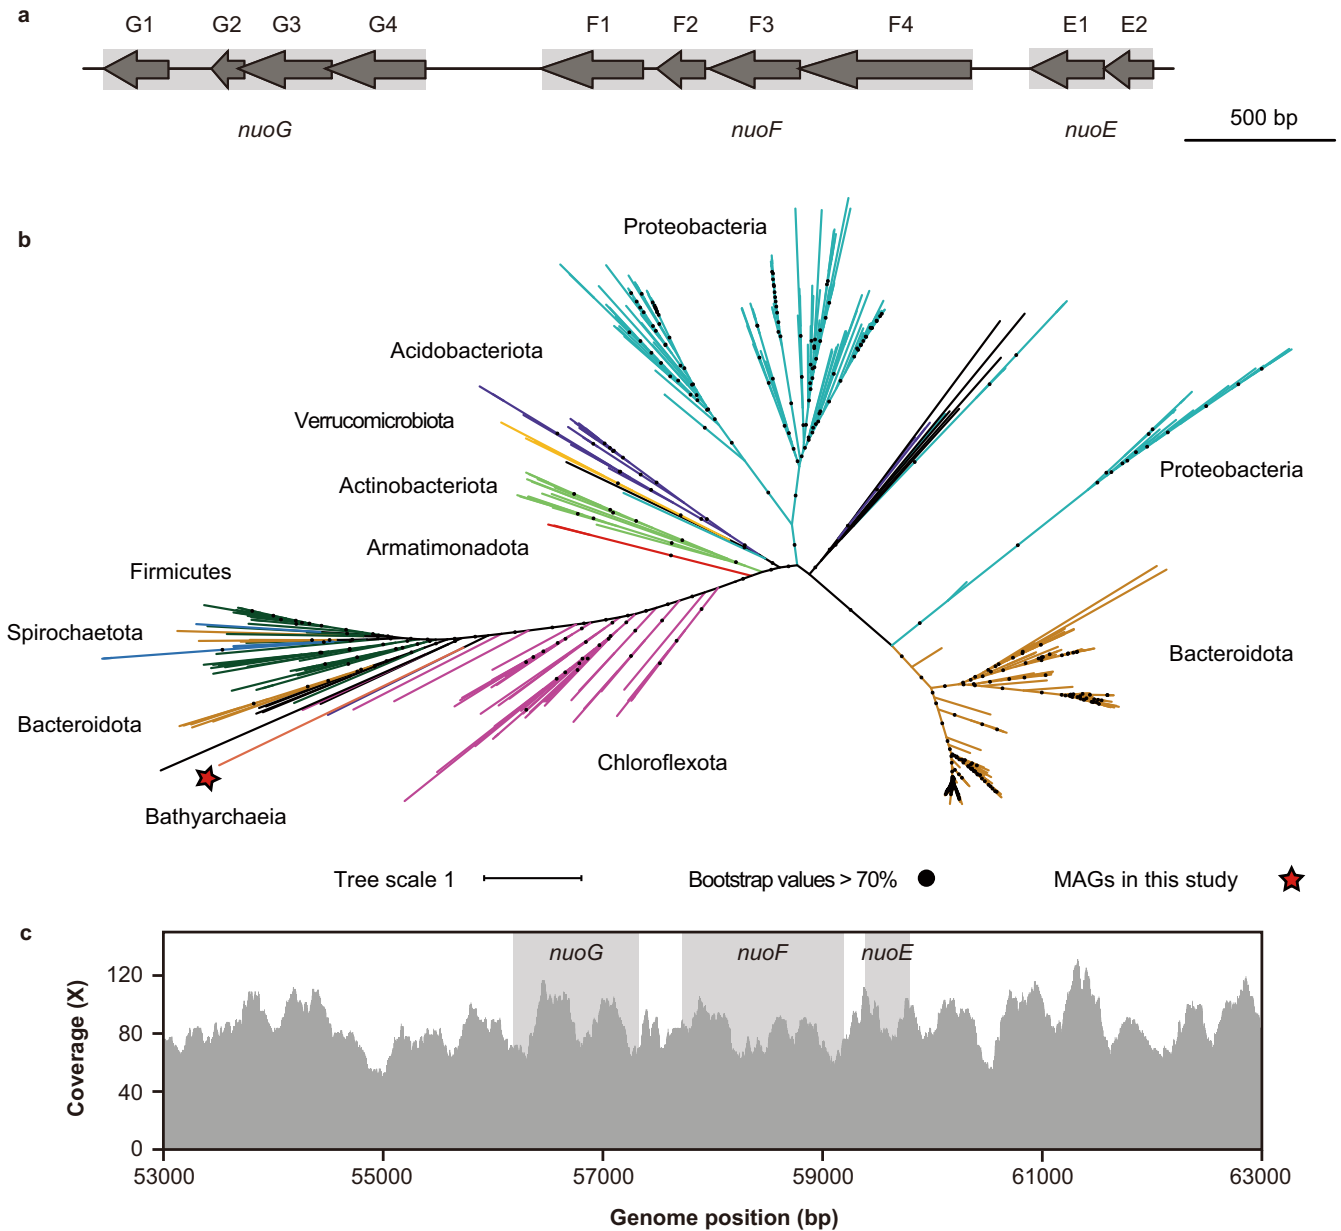 a
G1 G2 G3 G4 F1 F2 F3 F4 E1 E2
nuoG nuoF nuoE
500 bp
b
Proteobacteria
Acidobacteriota
Verrucomicrobiota
Actinobacteriota
Proteobacteria
Armatimonadota
Firmicutes
Spirochaetota
Bacteroidota
Bacteroidota
Chloroflexota
Bathyarchaeia
Tree scale 1
Bootstrap values > 70%
MAGs in this study
c
nuoG nuoF nuoE
120
80
40
0
Coverage (X)
53000 55000 57000 59000 61000 63000
Genome position (bp)